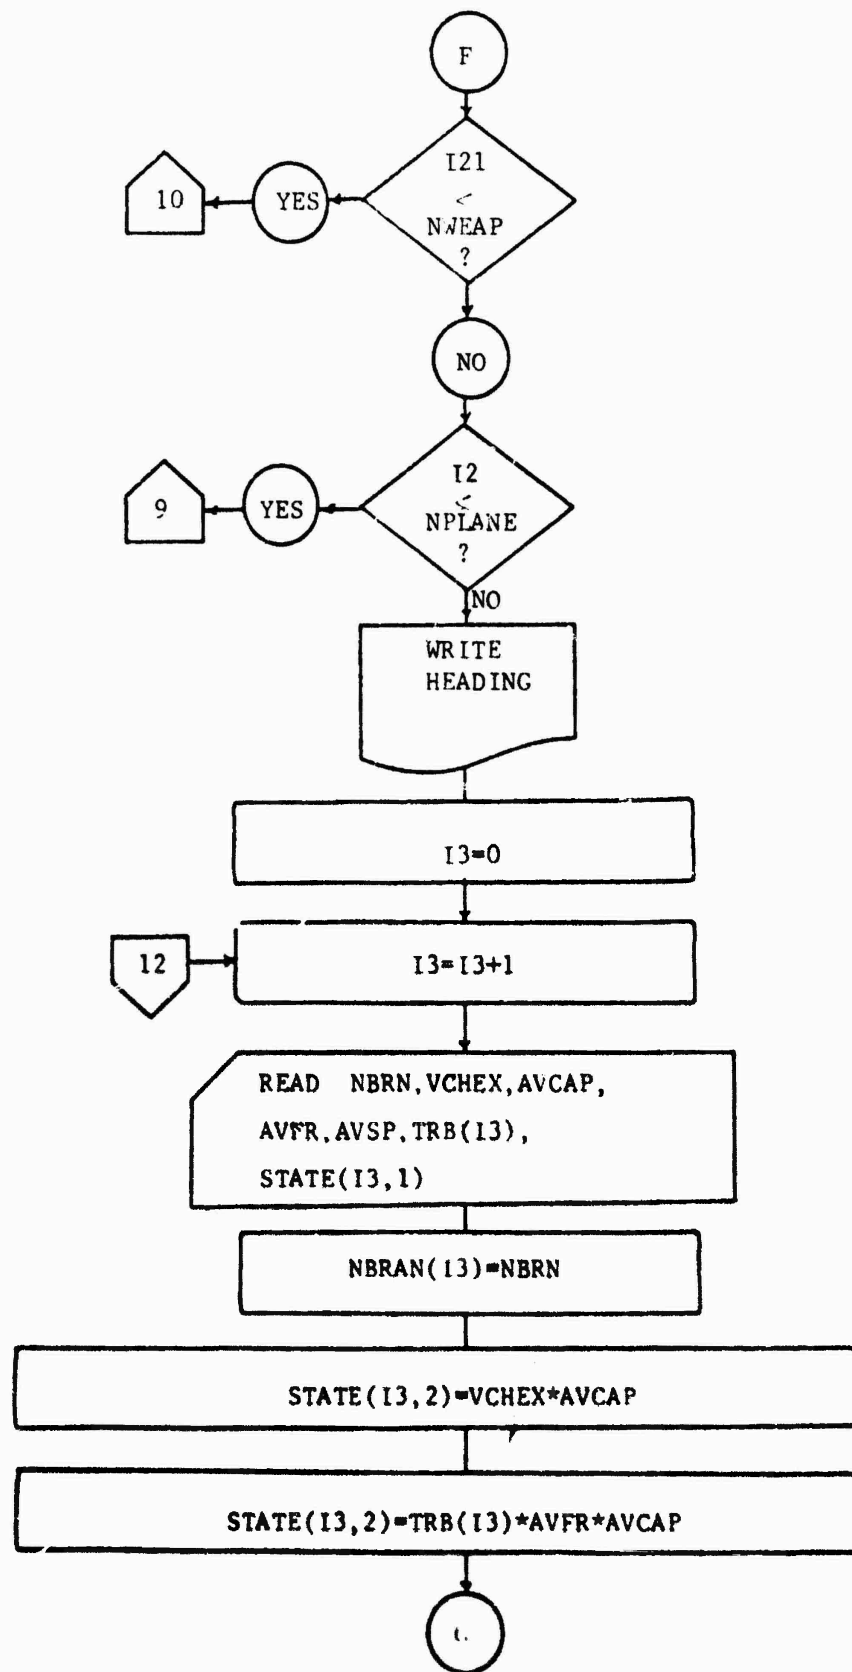 F
I21
<
NWEAP
?
YES
10
NO
I2
<
NPLANE
?
YES
9
NO
WRITE
HEADING
I3=0
12
I3=I3+1
READ NBRN,VCHEX,AVCAP,
AVFR,AVSP,TRB(I3),
STATE(I3,1)
NBRAN(I3)=NBRN
STATE(I3,2)=VCHEX*AVCAP
STATE(I3,2)=TRB(I3)*AVFR*AVCAP